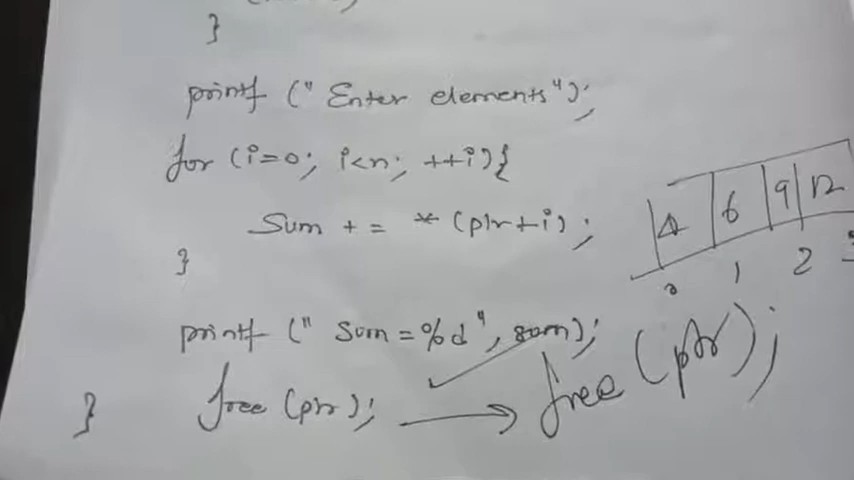 }
printf (" Enter elements");
for (i=0; i<n; ++i){
Sum + = * (ptr+i);
}
printf (" Sum = %d", sum);
free (ptr);
}
free (ptr);
4 6 9 12
0 1 2 3